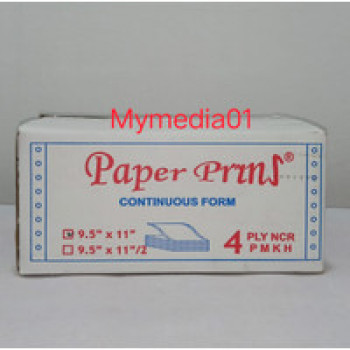 Mymedia01
Paper Prins®
CONTINUOUS FORM
9.5" x 11"
9.5" x 11"/2
4 PLY NCR
PMKH